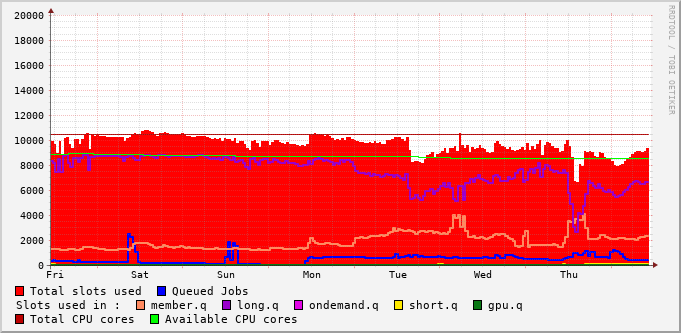 20000
18000
16000
14000
12000
10000
8000
6000
4000
2000
0
Fri Sat Sun Mon Tue Wed Thu
Total slots used Queued Jobs
Slots used in : member.q long.q ondemand.q short.q gpu.q
Total CPU cores Available CPU cores
RRDTOOL / TOBI OETIKER